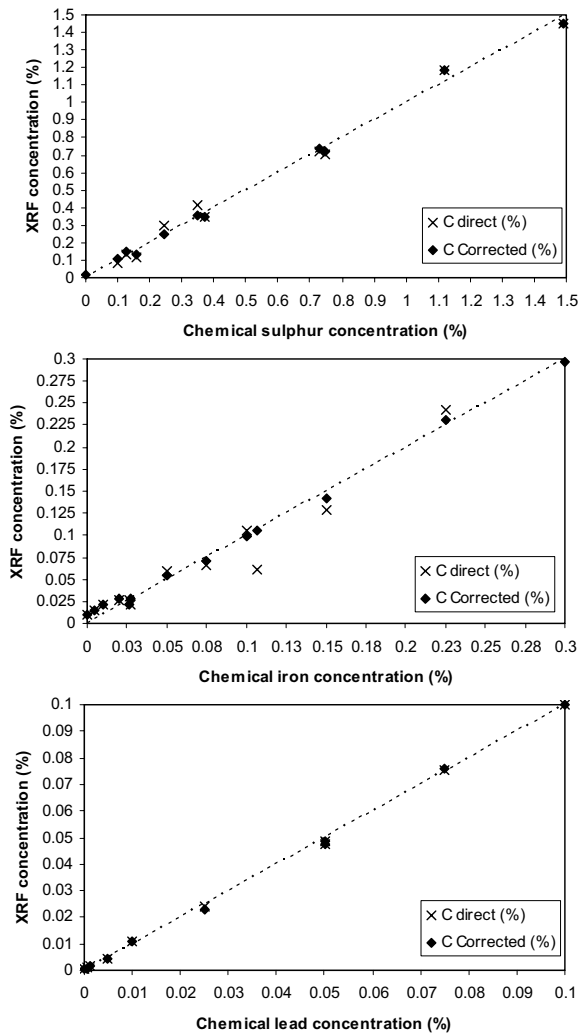 1.5
1.4
1.3
1.2
1.1
1
0.9
0.8
0.7
0.6
0.5
0.4
0.3
0.2
0.1
0
XRF concentration (%)
C direct (%)
C Corrected (%)
0 0.1 0.2 0.3 0.4 0.5 0.6 0.7 0.8 0.9 1 1.1 1.2 1.3 1.4 1.5
Chemical sulphur concentration (%)
0.3
0.275
0.25
0.225
0.2
0.175
0.15
0.125
0.1
0.075
0.05
0.025
0
XRF concentration (%)
C direct (%)
C Corrected (%)
0 0.03 0.05 0.08 0.1 0.13 0.15 0.18 0.2 0.23 0.25 0.28 0.3
Chemical iron concentration (%)
0.1
0.09
0.08
0.07
0.06
0.05
0.04
0.03
0.02
0.01
0
XRF concentration (%)
C direct (%)
C Corrected (%)
0 0.01 0.02 0.03 0.04 0.05 0.06 0.07 0.08 0.09 0.1
Chemical lead concentration (%)